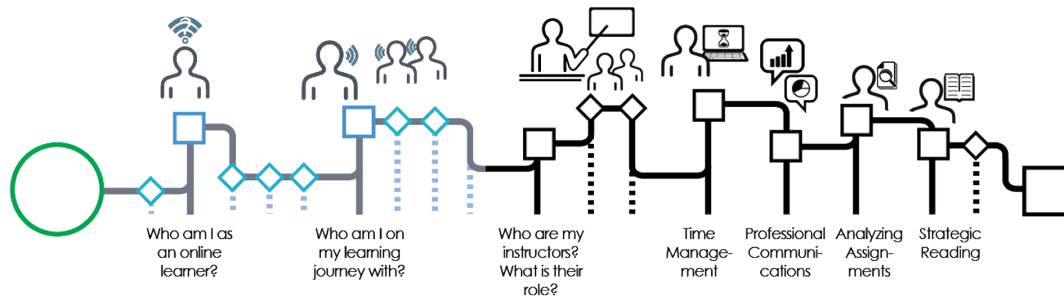 Who am I as
an online
learner?
Who am I on
my learning
journey with?
Who are my
instructors?
What is their
role?
Time
Manage-
ment
Professional
Communi-
cations
Analyzing
Assign-
ments
Strategic
Reading